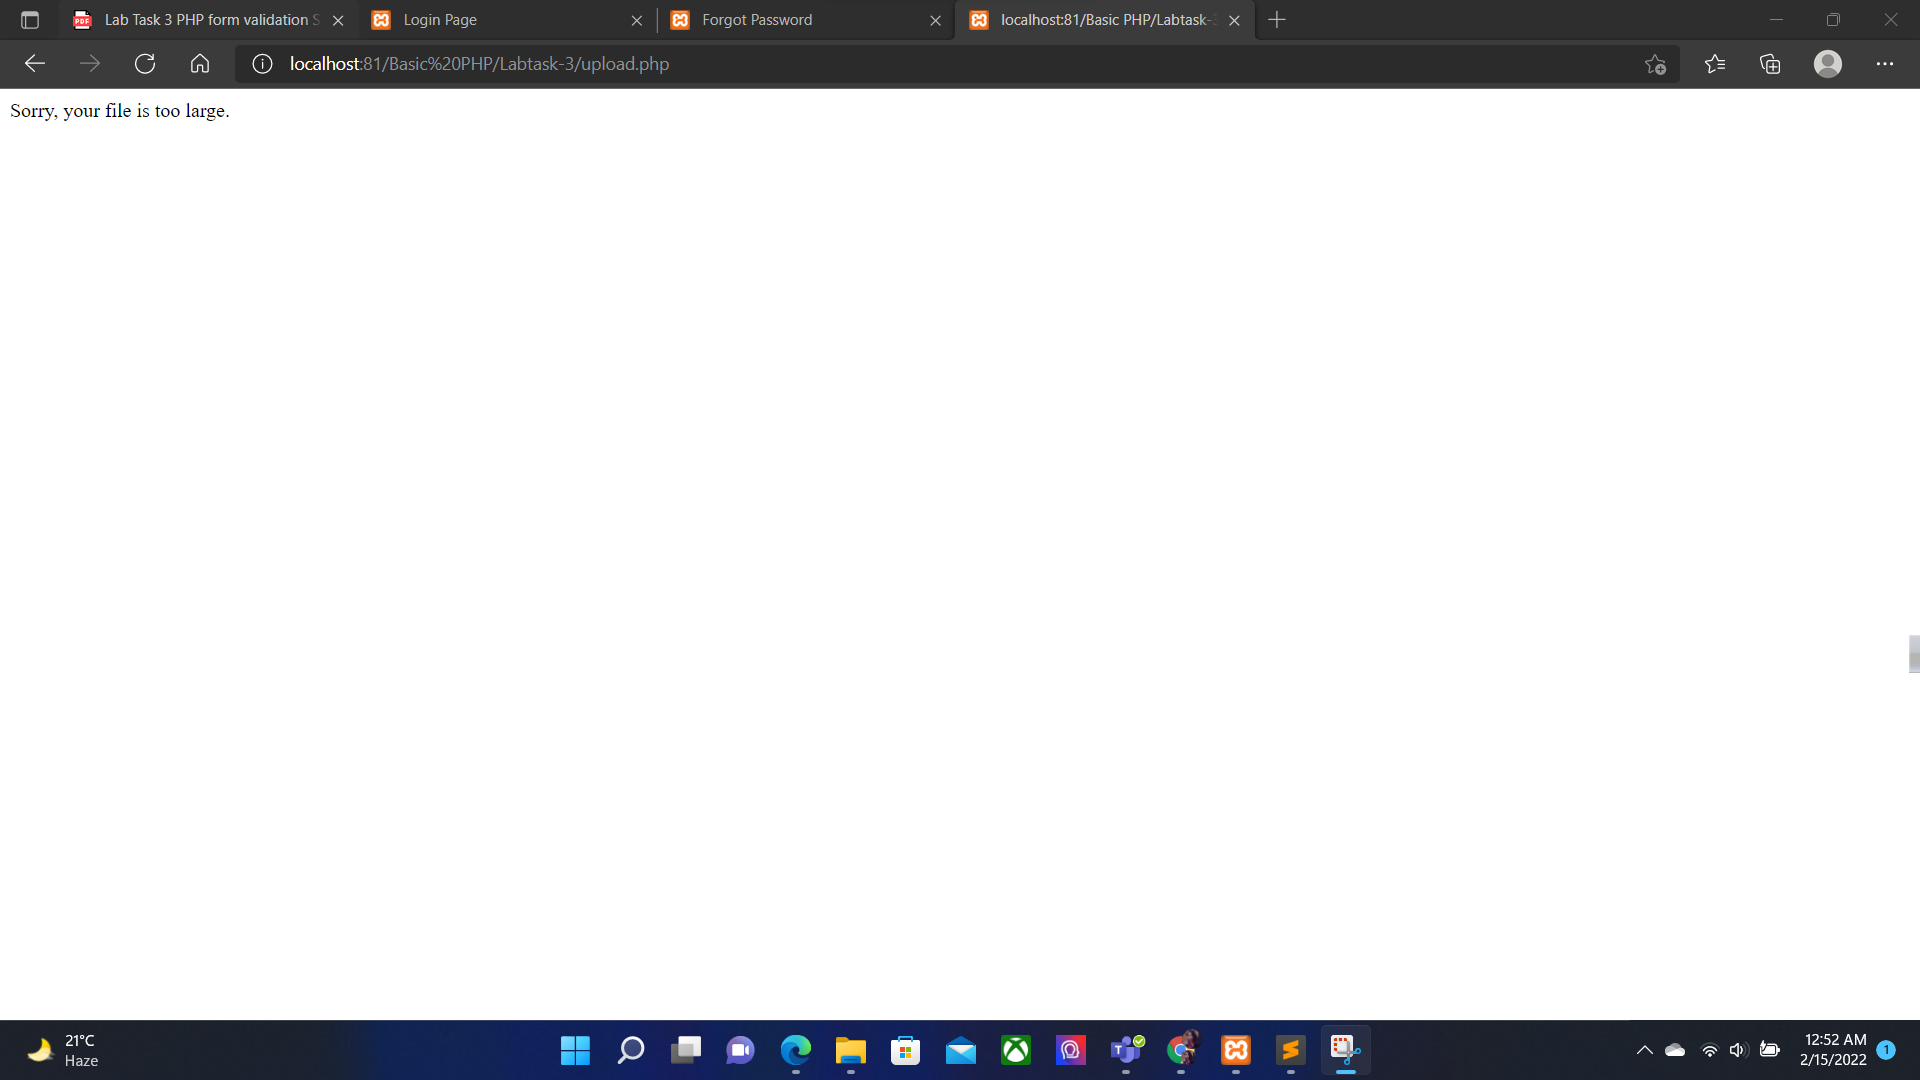 Lab Task 3 PHP form validation S
Login Page
Forgot Password
localhost:81/Basic PHP/Labtask-3
localhost:81/Basic%20PHP/Labtask-3/upload.php
Sorry, your file is too large.
21°C
Haze
12:52 AM
2/15/2022
1